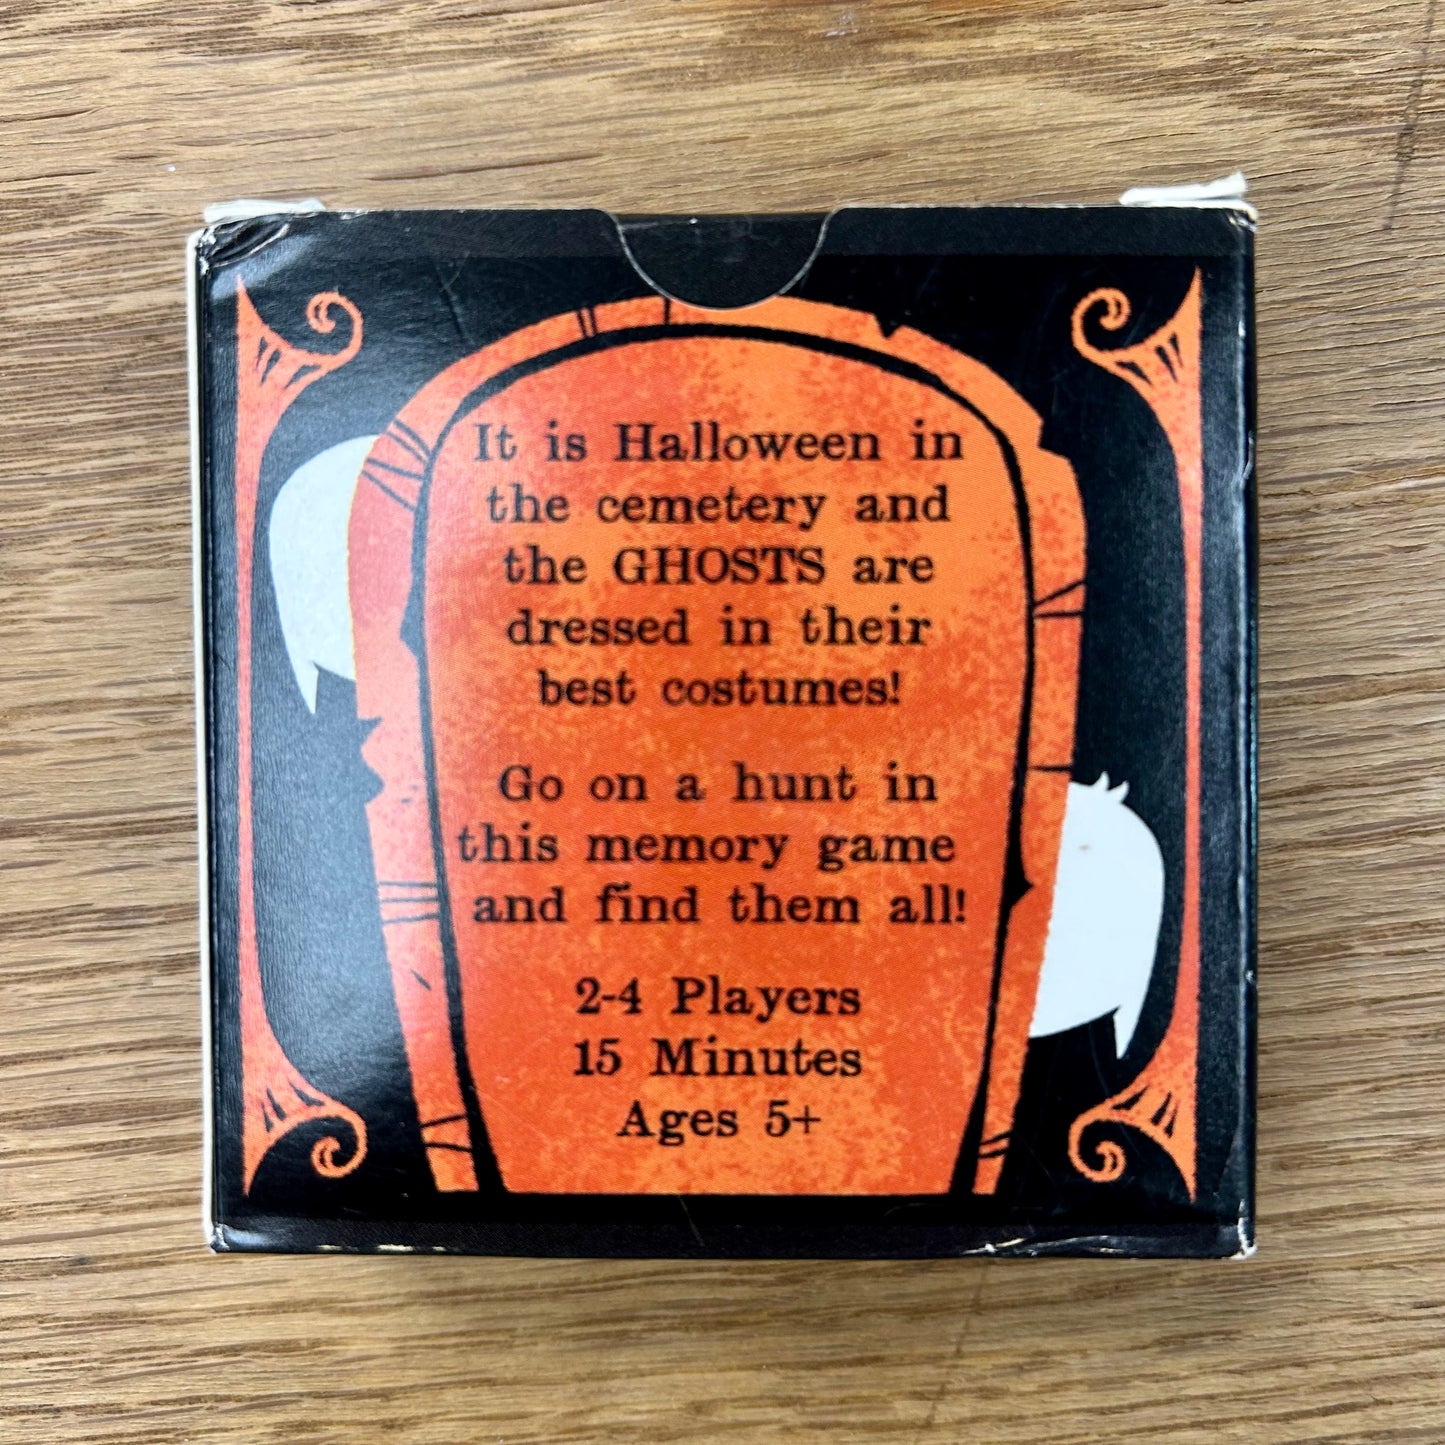 It is Halloween in
the cemetery and
the GHOSTS are
dressed in their
best costumes!
Go on a hunt in
this memory game
and find them all!
2-4 Players
15 Minutes
Ages 5+